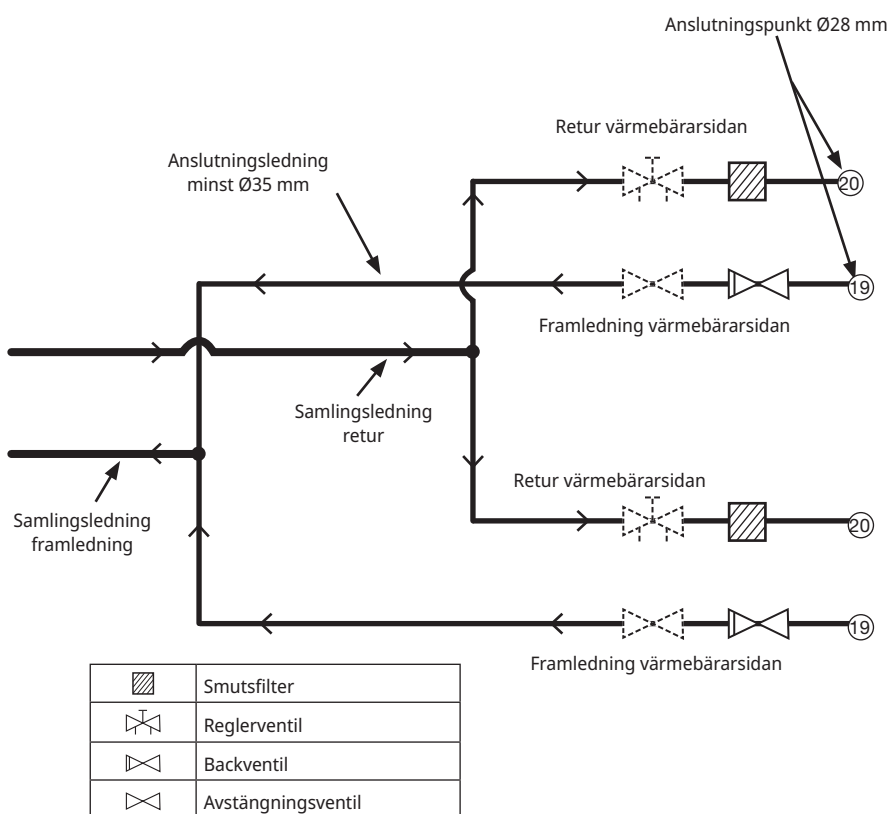 Anslutningspunkt Ø28 mm
Retur värmebärarsidan
Anslutningsledning
minst Ø35 mm
20
19
Framledning värmebärarsidan
Samlingsledning
retur
Retur värmebärarsidan
Samlingsledning
framledning
20
19
Framledning värmebärarsidan
Smutsfilter
Reglerventil
Backventil
Avstängningsventil